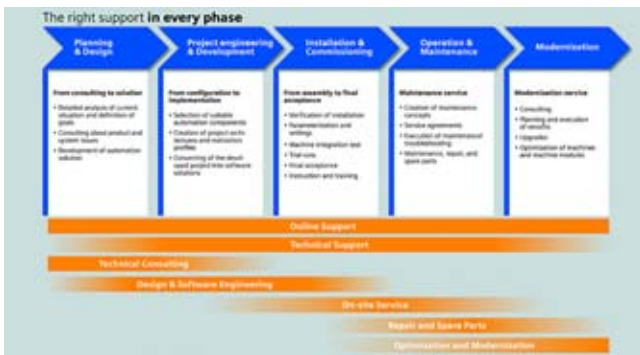 The right support in every phase
Planning
& Design
Project engineering
& Development
Installation &
Commissioning
Operation &
Maintenance
Modernization
From consulting to solution
• Detailed analysis of current
situation and definition of
goals
• Consulting about product and
system issues
• Development of automation
solution
From configuration to
implementation
• Selection of suitable
automation components
• Creation of project
and motivation
profiles
• Converting of the
project into software
solutions
From assembly to final
acceptance
• Verification of installation
• Parameterization and
settings
• Machine integration test
• Trial runs
• Final acceptance
• Instruction and training
Maintenance service
• Creation of maintenance
concepts
• Service agreements
• Execution of maintenance/
troubleshooting
• Maintenance, repair, and
spare parts
Modernization service
• Consulting
• Planning and execution
of
• Upgrades
• Optimization of machines
and machine modules
Online Support
Technical Support
Technical Consulting
Design & Software Engineering
On-site Service
Repair and Spare Parts
Optimization and Modernization